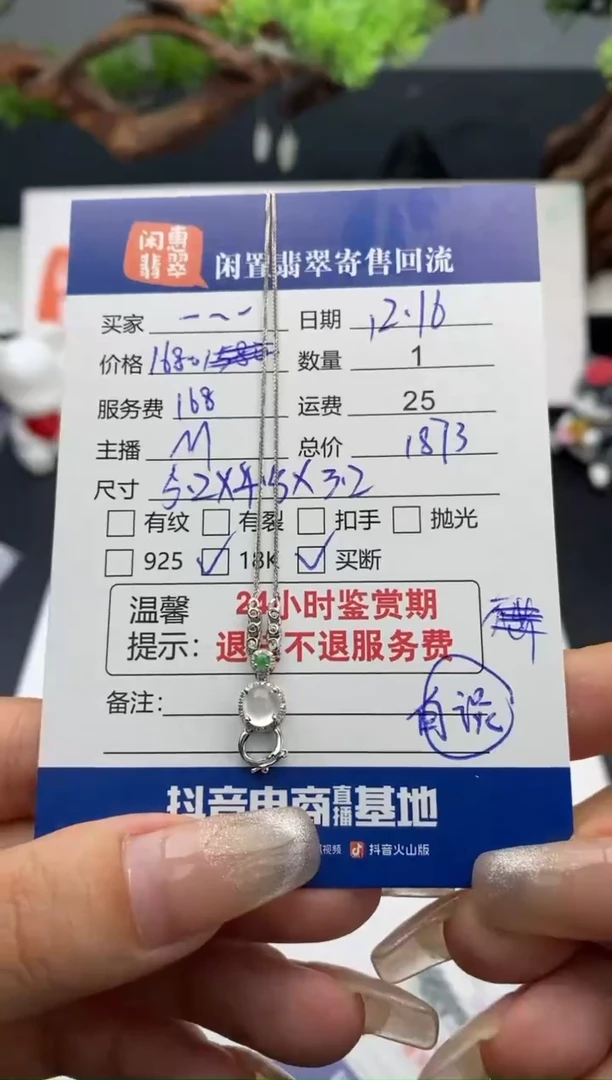 闲惠翡翠
闲置翡翠寄售回流
买家 日期 12.16
价格 1680 数量 1
服务费 168 运费 25
主播 M 总价 1873
尺寸 5.2X4.5X3.2
有纹 有裂 扣手 抛光
925 18K 买断
温馨 24小时鉴赏期
提示: 退 不退服务费
备注:
抖音电商直播基地
视频 抖音火山版